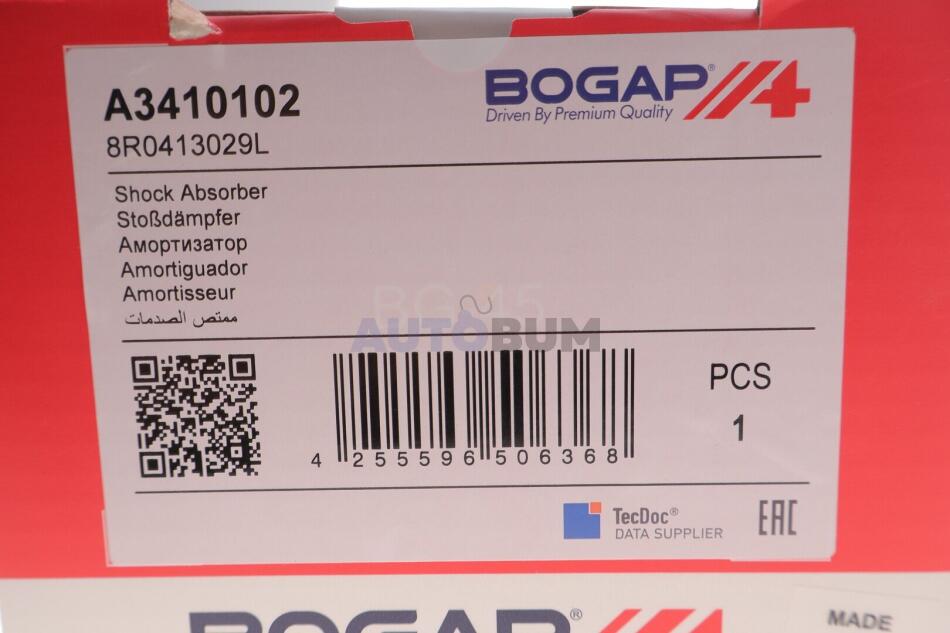 A3410102
8R0413029L
BOGAP®
Driven By Premium Quality
Shock Absorber
Stoßdämpfer
Амортизатор
Amortiguador
Amortisseur
ممتص الصدمات
AUTOBUM
4 255596 506368
PCS
1
TecDoc®
DATA SUPPLIER
EAC
BOGAP®
MADE